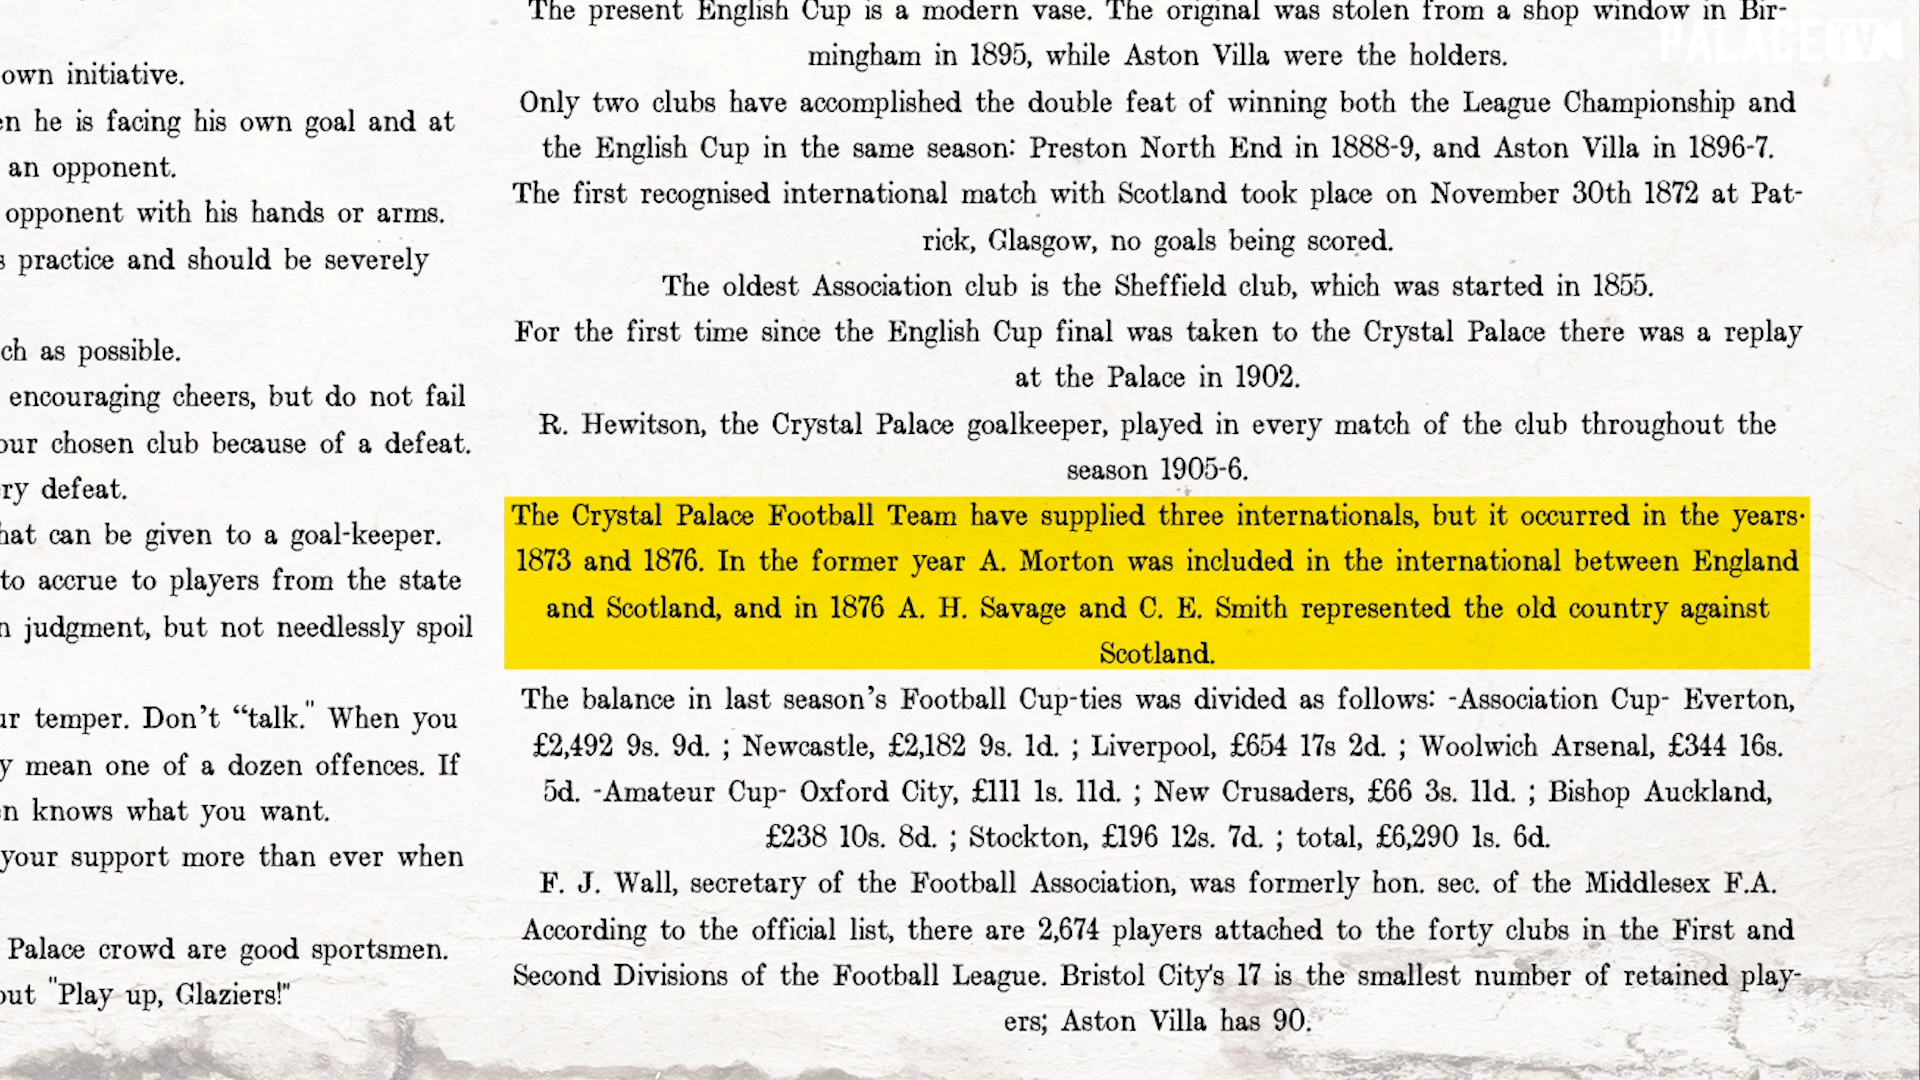 own initiative.
en he is facing his own goal and at
an opponent.
opponent with his hands or arms.
s practice and should be severely
ch as possible.
encouraging cheers, but do not fail
our chosen club because of a defeat.
ry defeat.
hat can be given to a goal-keeper.
to accrue to players from the state
n judgment, but not needlessly spoil
ur temper. Don't “talk." When you
y mean one of a dozen offences. If
en knows what you want.
your support more than ever when
Palace crowd are good sportsmen.
out "Play up, Glaziers!"
The present English Cup is a modern vase. The original was stolen from a shop window in Bir-
mingham in 1895, while Aston Villa were the holders.
Only two clubs have accomplished the double feat of winning both the League Championship and
the English Cup in the same season: Preston North End in 1888-9, and Aston Villa in 1896-7.
The first recognised international match with Scotland took place on November 30th 1872 at Pat-
rick, Glasgow, no goals being scored.
The oldest Association club is the Sheffield club, which was started in 1855.
For the first time since the English Cup final was taken to the Crystal Palace there was a replay
at the Palace in 1902.
R. Hewitson, the Crystal Palace goalkeeper, played in every match of the club throughout the
season 1905-6.
The Crystal Palace Football Team have supplied three internationals, but it occurred in the years·
1873 and 1876. In the former year A. Morton was included in the international between England
and Scotland, and in 1876 A. H. Savage and C. E. Smith represented the old country against
Scotland.
The balance in last season's Football Cup-ties was divided as follows: -Association Cup- Everton,
£2,492 9s. 9d. ; Newcastle, £2,182 9s. 1d. ; Liverpool, £654 17s 2d. ; Woolwich Arsenal, £344 16s.
5d. -Amateur Cup- Oxford City, £111 1s. 11d. ; New Crusaders, £66 3s. 11d. ; Bishop Auckland,
£238 10s. 8d. ; Stockton, £196 12s. 7d. ; total, £6,290 1s. 6d.
F. J. Wall, secretary of the Football Association, was formerly hon. sec. of the Middlesex F.A.
According to the official list, there are 2,674 players attached to the forty clubs in the First and
Second Divisions of the Football League. Bristol City's 17 is the smallest number of retained play-
ers; Aston Villa has 90.
PALACE TV